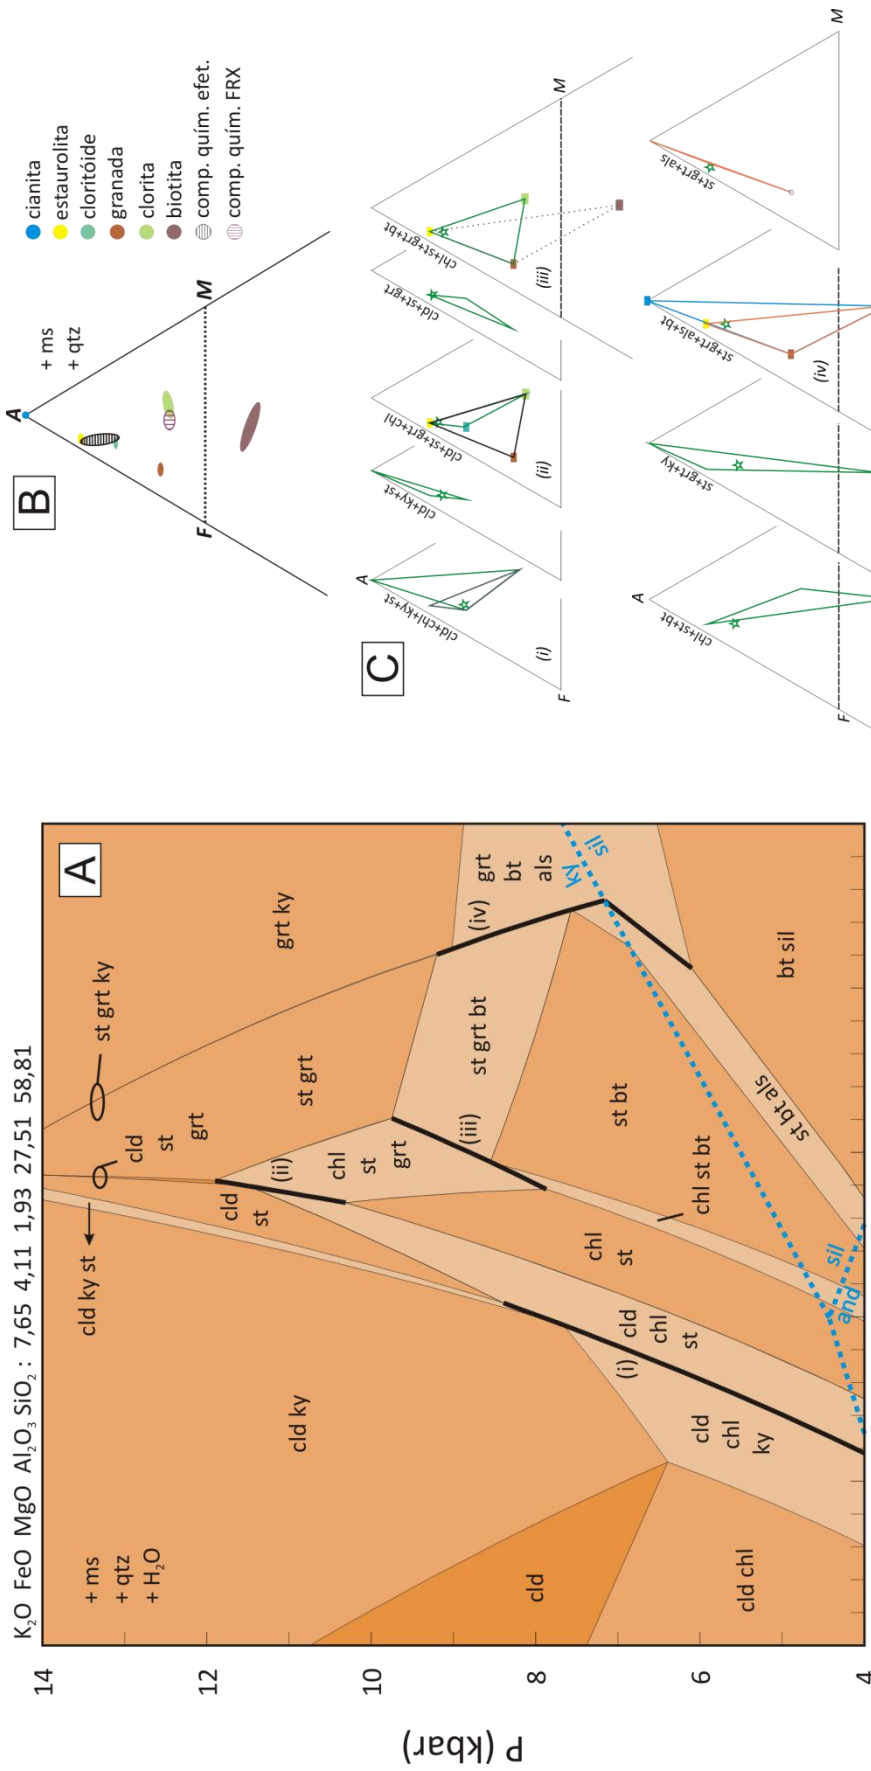 K₂O FeO MgO Al₂O₃ SiO₂ : 7,65 4,11 1,93 27,51 58,81
A
+ ms
+ qtz
+ H₂O
cld ky st
cld
st
grt
st grt ky
cld ky
cld
st
(ii)
st grt
grt ky
chl
st
grt
(iii)
st grt bt
(iv)
grt
bt
als
ky
sil
cld
cld chl
cld
chl
ky
(i)
cld
chl
st
chl
st
chl st bt
st bt
st bt als
bt sil
and
sil
14
12
10
8
6
4
P (kbar)
B
A
+ ms
+ qtz
F
M
cianita
estaurolita
cloritóide
granada
clorita
biotita
comp. quím. efet.
comp. quím. FRX
C
A
cld+chl+ky+st
(i)
F
cld+ky+st
cld+st+grt+chl
(ii)
cld+st+grt
chl+st+grt+bt
(iii)
M
A
chl+st+bt
F
st+grt+ky
st+grt+als+bt
(iv)
st+grt+als
M